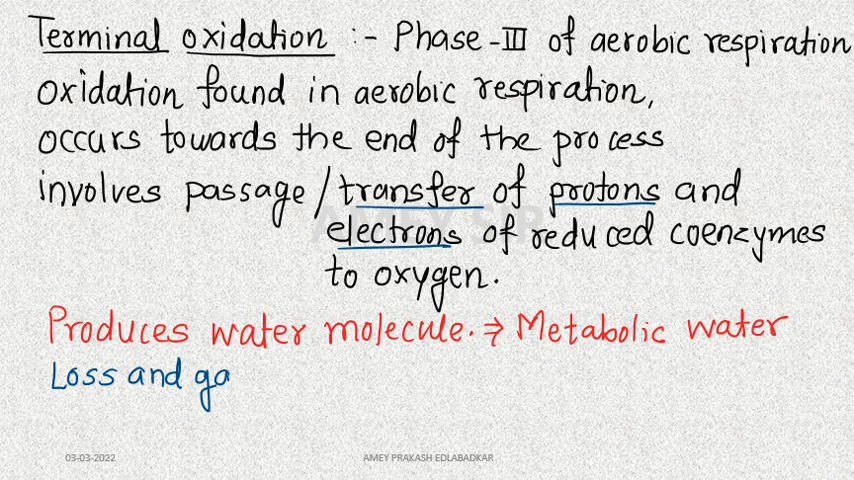 Terminal oxidation :- Phase-III of aerobic respiration
oxidation found in aerobic respiration,
occurs towards the end of the process
involves passage/transfer of protons and
electrons of reduced coenzymes
to oxygen.
Produces water molecule. → Metabolic water
Loss and ga
03-03-2022
AMEY PRAKASH EDLABADKAR